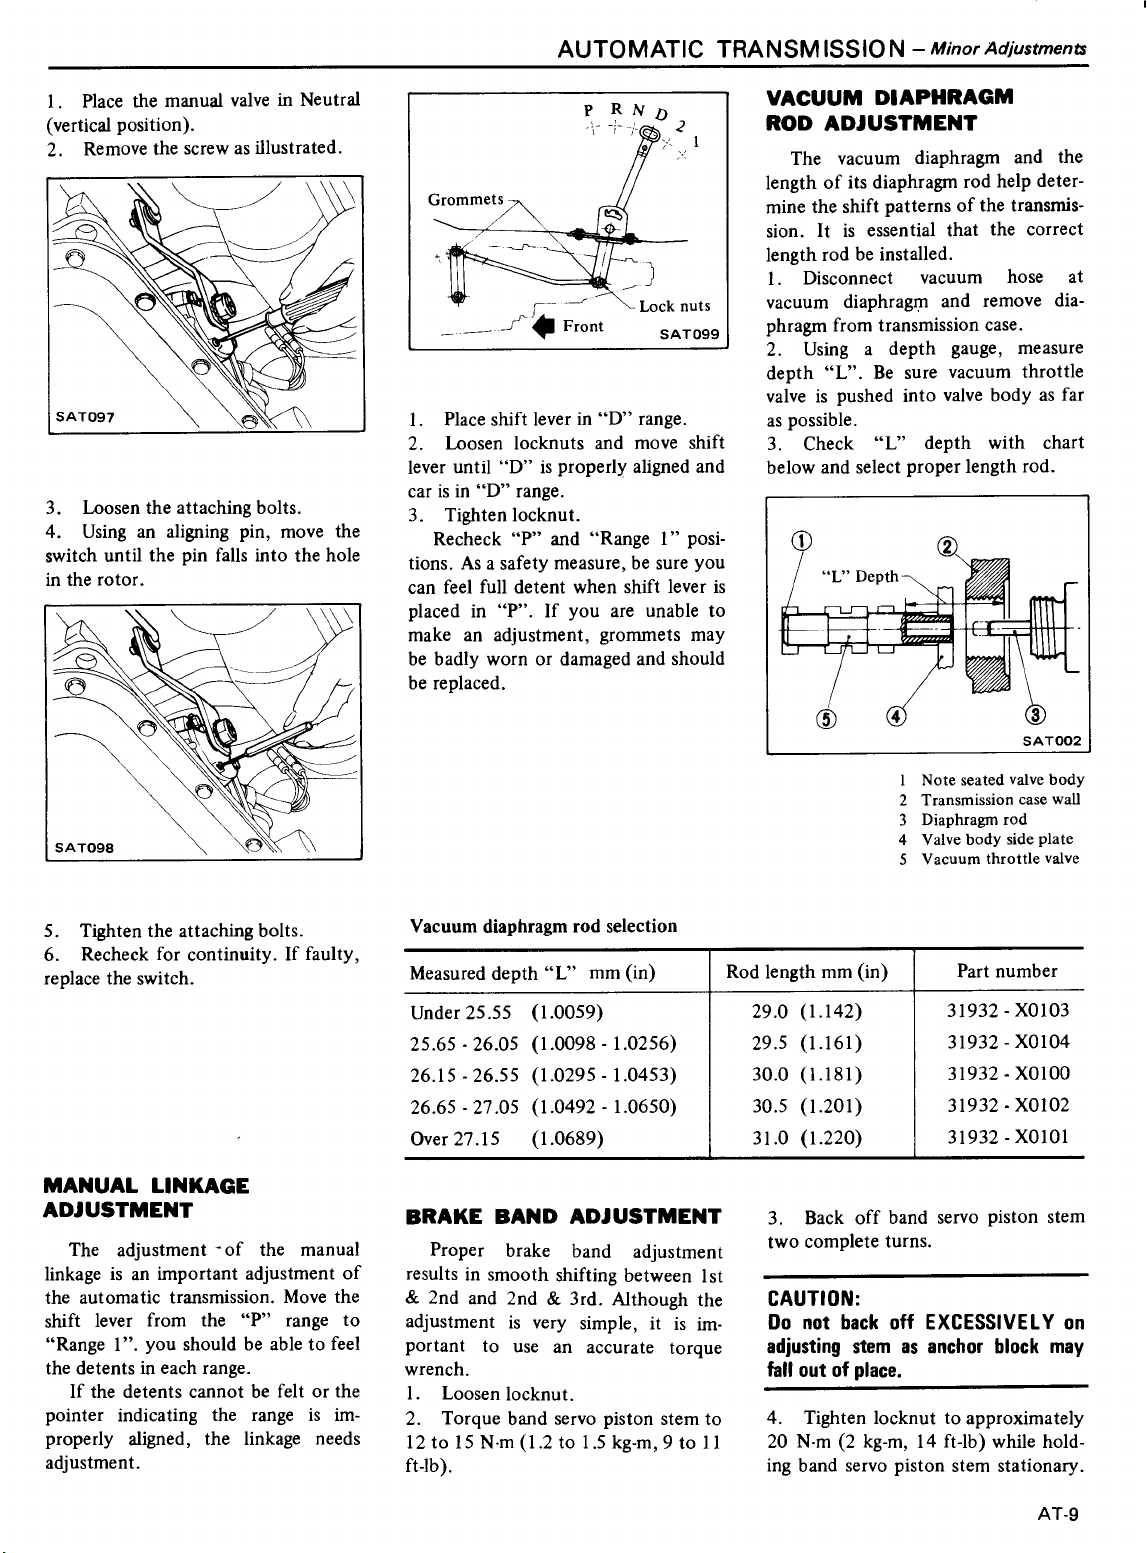 AUTOMATIC TRANSMISSION – Minor Adjustments
1. Place the manual valve in Neutral
(vertical position).
2. Remove the screw as illustrated.
SAT097
3. Loosen the attaching bolts.
4. Using an aligning pin, move the
switch until the pin falls into the hole
in the rotor.
SAT098
5. Tighten the attaching bolts.
6. Recheck for continuity. If faulty,
replace the switch.
MANUAL LINKAGE
ADJUSTMENT
The adjustment of the manual
linkage is an important adjustment of
the automatic transmission. Move the
shift lever from the “P” range to
“Range 1”. you should be able to feel
the detents in each range.
If the detents cannot be felt or the
pointer indicating the range is im-
properly aligned, the linkage needs
adjustment.
P R N D 2 1
Grommets
Lock nuts
Front
SAT099
1. Place shift lever in “D” range.
2. Loosen locknuts and move shift
lever until “D” is properly aligned and
car is in “D” range.
3. Tighten locknut.
Recheck “P” and “Range 1” posi-
tions. As a safety measure, be sure you
can feel full detent when shift lever is
placed in “P”. If you are unable to
make an adjustment, grommets may
be badly worn or damaged and should
be replaced.
VACUUM DIAPHRAGM
ROD ADJUSTMENT
The vacuum diaphragm and the
length of its diaphragm rod help deter-
mine the shift patterns of the transmis-
sion. It is essential that the correct
length rod be installed.
1. Disconnect vacuum hose at
vacuum diaphragm and remove dia-
phragm from transmission case.
2. Using a depth gauge, measure
depth “L”. Be sure vacuum throttle
valve is pushed into valve body as far
as possible.
3. Check “L” depth with chart
below and select proper length rod.
1
2
“L” Depth
5
4
3
SAT002
1 Note seated valve body
2 Transmission case wall
3 Diaphragm rod
4 Valve body side plate
5 Vacuum throttle valve
Vacuum diaphragm rod selection
Measured depth “L” mm (in) Rod length mm (in) Part number
Under 25.55 (1.0059) 29.0 (1.142) 31932 - X0103
25.65 - 26.05 (1.0098 - 1.0256) 29.5 (1.161) 31932 - X0104
26.15 - 26.55 (1.0295 - 1.0453) 30.0 (1.181) 31932 - X0100
26.65 - 27.05 (1.0492 - 1.0650) 30.5 (1.201) 31932 - X0102
Over 27.15 (1.0689) 31.0 (1.220) 31932 - X0101
BRAKE BAND ADJUSTMENT
Proper brake band adjustment
results in smooth shifting between 1st
& 2nd and 2nd & 3rd. Although the
adjustment is very simple, it is im-
portant to use an accurate torque
wrench.
1. Loosen locknut.
2. Torque band servo piston stem to
12 to 15 N·m (1.2 to 1.5 kg-m, 9 to 11
ft-lb).
3. Back off band servo piston stem
two complete turns.
CAUTION:
Do not back off EXCESSIVELY on
adjusting stem as anchor block may
fall out of place.
4. Tighten locknut to approximately
20 N·m (2 kg-m, 14 ft-lb) while hold-
ing band servo piston stem stationary.
AT-9